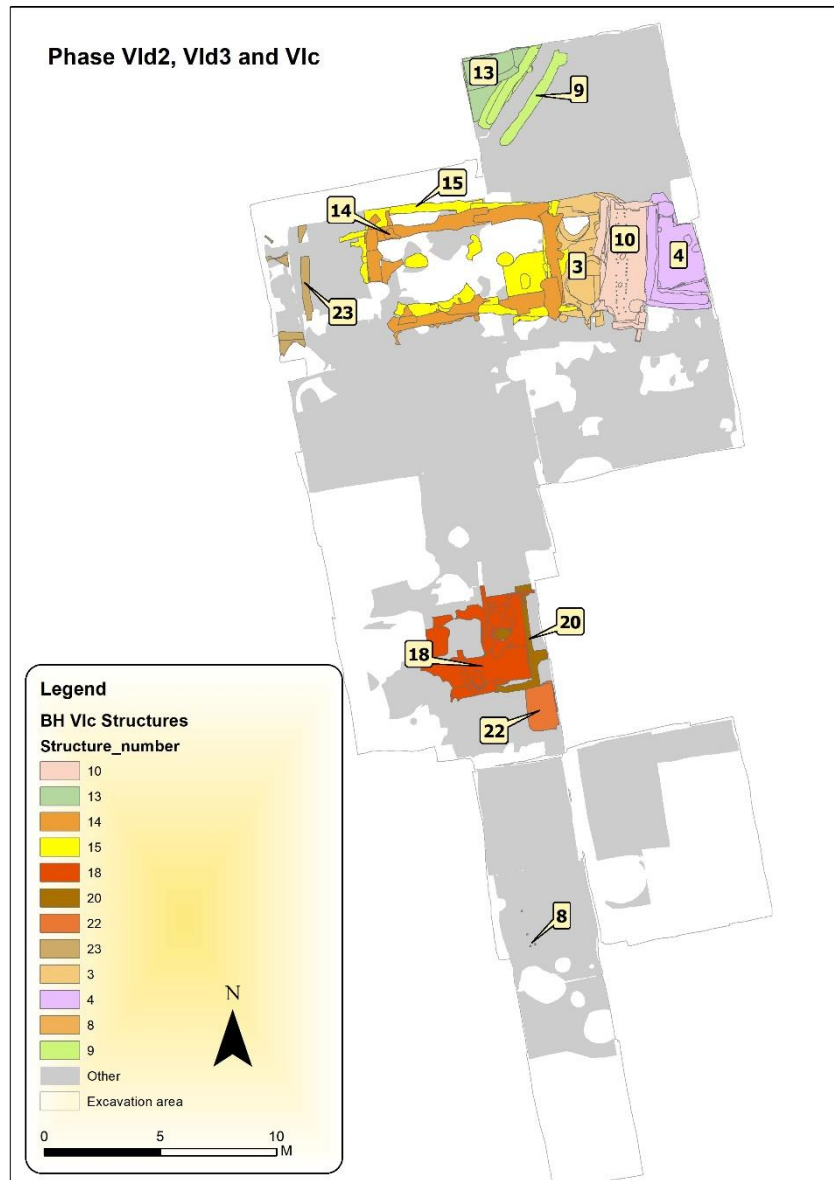 Phase VId2, VId3 and VIc
13
9
15
14
10
3
4
23
20
18
22
8
Legend
BH VIc Structures
Structure_number
10
13
14
15
18
20
22
23
3
4
8
9
Other
Excavation area
N
0 5 10
M